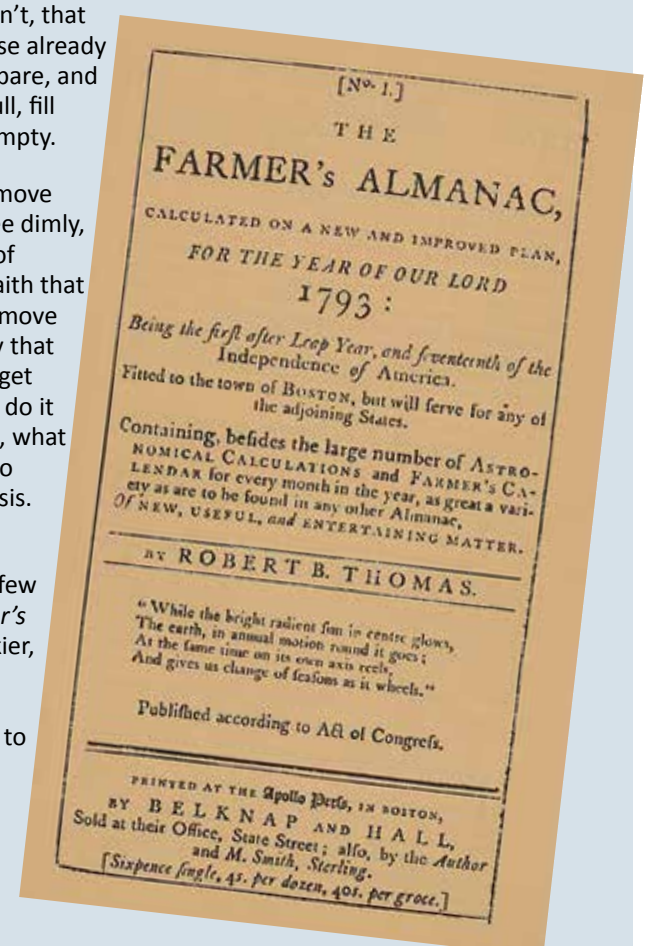 n't, that
se already
pare, and
ll, fill
mpty.
move
e dimly,
of
aith that
move
y that
get
do it
, what
o
sis.
few
r's
ier,
to
[No. 1.]
THE
FARMER's ALMANAC,
CALCULATED ON A NEW AND IMPROVED PLAN,
FOR THE YEAR OF OUR LORD
1793:
Being the firſt after Leap Year, and ſeventeenth of the
Independence of America.
Fitted to the town of BOSTON, but will ſerve for any of
the adjoining States.
Containing, beſides the large number of ASTRO-
NOMICAL CALCULATIONS and FARMER'S CA-
LENDAR for every month in the year, as great a vari-
ety as are to be found in any other Almanac,
Of NEW, USEFUL, and ENTERTAINING MATTER.
BY ROBERT B. THOMAS.
"While the bright radient ſun in centre glows,
The earth, in annual motion round it goes;
At the ſame time on its own axis reels,
And gives us change of ſeaſons as it wheels."
Publiſhed according to Act of Congreſs.
PRINTED AT THE Apollo Preſs, IN BOSTON,
BY BELKNAP AND HALL,
Sold at their Office, State Street; alſo, by the Author
and M. Smith, Sterling.
[Sixpence ſingle, 4s. per dozen, 40s. per groce.]